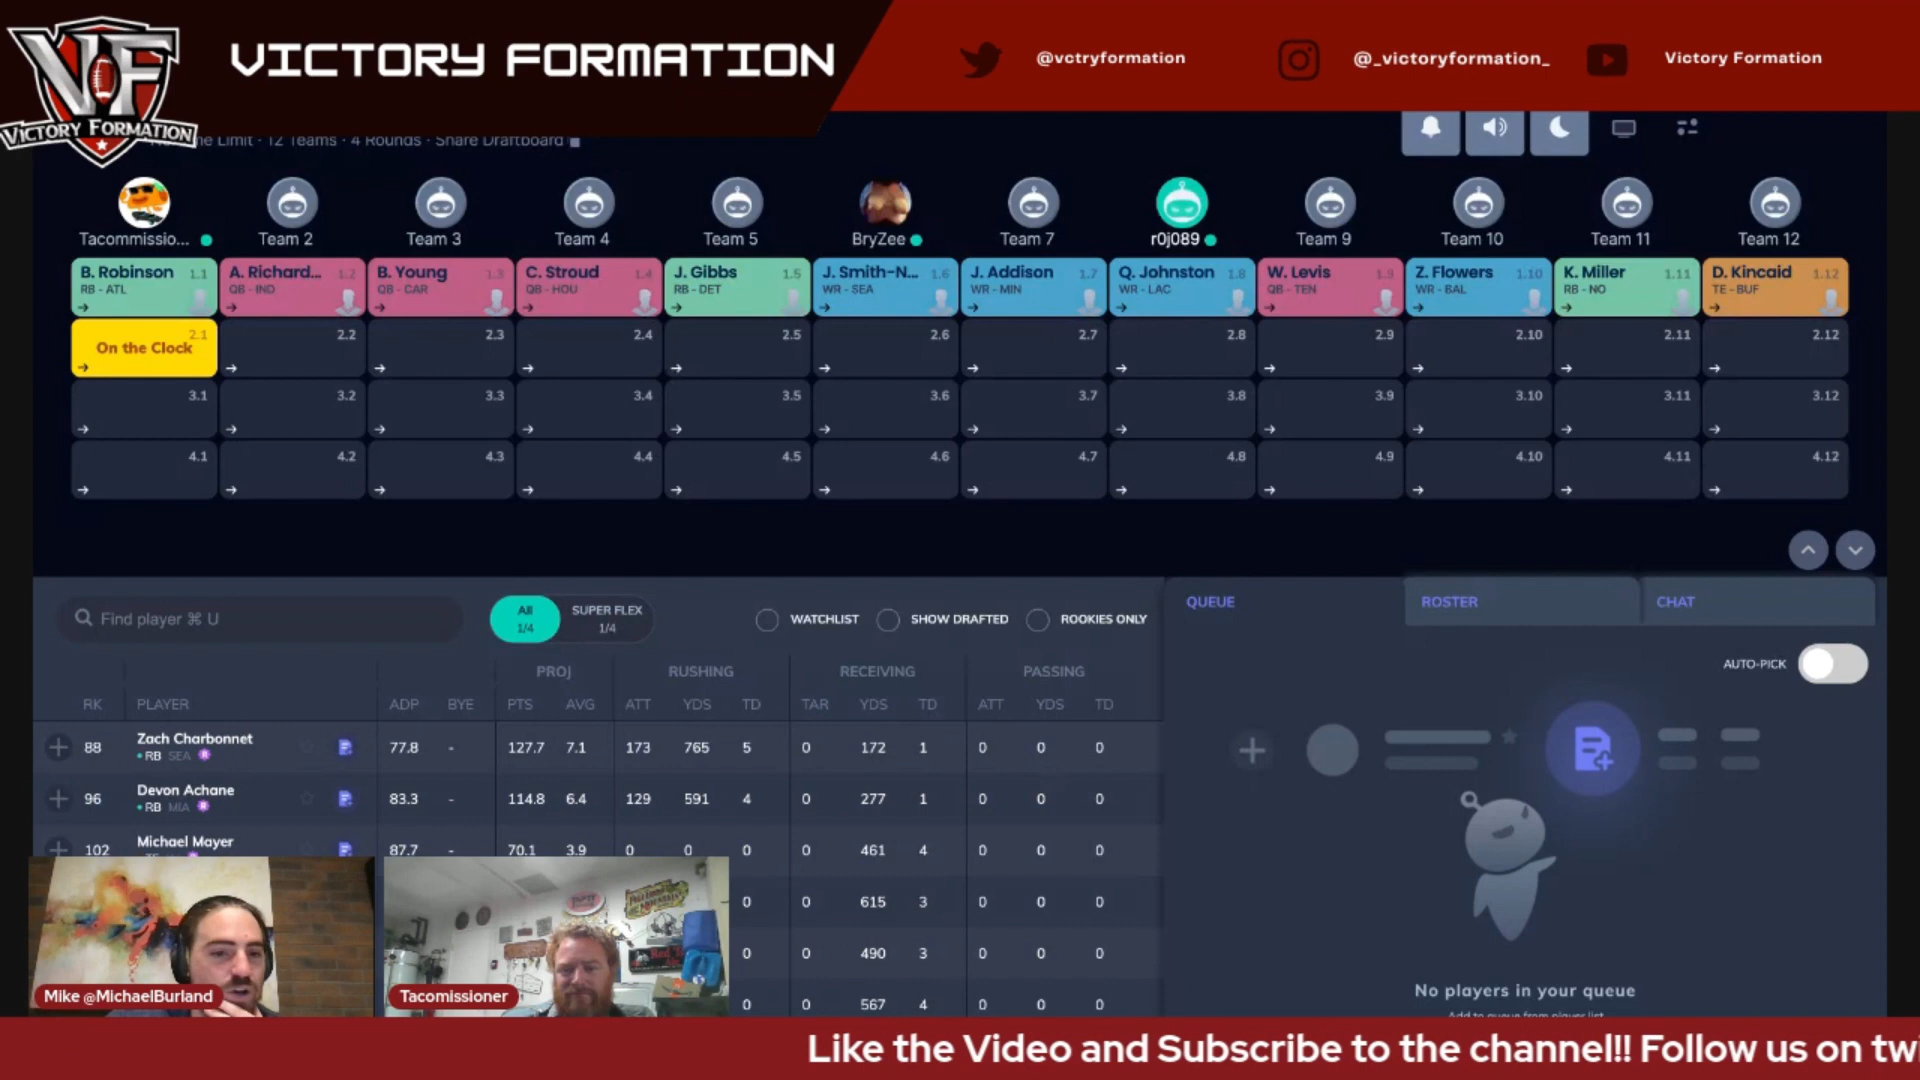 VF
VICTORY FORMATION
VICTORY FORMATION
@vctryformation
@_victoryformation_
Victory Formation
me Limit · 12 Teams · 4 Rounds · Share Draftboard
Tacommissio...
Team 2
Team 3
Team 4
Team 5
BryZee
Team 7
r0j089
Team 9
Team 10
Team 11
Team 12
B. Robinson 1.1
RB - ATL
A. Richard... 1.2
QB - IND
B. Young 1.3
QB - CAR
C. Stroud 1.4
QB - HOU
J. Gibbs 1.5
RB - DET
J. Smith-N... 1.6
WR - SEA
J. Addison 1.7
WR - MIN
Q. Johnston 1.8
WR - LAC
W. Levis 1.9
QB - TEN
Z. Flowers 1.10
WR - BAL
K. Miller 1.11
RB - NO
D. Kincaid 1.12
TE - BUF
2.1
On the Clock
2.2 2.3 2.4 2.5 2.6 2.7 2.8 2.9 2.10 2.11 2.12
3.1 3.2 3.3 3.4 3.5 3.6 3.7 3.8 3.9 3.10 3.11 3.12
4.1 4.2 4.3 4.4 4.5 4.6 4.7 4.8 4.9 4.10 4.11 4.12
Find player ⌘ U
All
1/4
SUPER FLEX
1/4
WATCHLIST
SHOW DRAFTED
ROOKIES ONLY
QUEUE
ROSTER
CHAT
AUTO-PICK
PROJ RUSHING RECEIVING PASSING
RK PLAYER ADP BYE PTS AVG ATT YDS TD TAR YDS TD ATT YDS TD
88 Zach Charbonnet 77.8 - 127.7 7.1 173 765 5 0 172 1 0 0 0
RB SEA R
96 Devon Achane 83.3 - 114.8 6.4 129 591 4 0 277 1 0 0 0
RB MIA R
102 Michael Mayer 87.7 - 70.1 3.9 0 0 0 0 461 4 0 0 0
0 0 615 3 0 0 0
0 0 490 3 0 0 0
0 0 567 4 0 0 0
No players in your queue
Add to queue from player list
Mike @MichaelBurland
Tacomissioner
Like the Video and Subscribe to the channel!! Follow us on twi